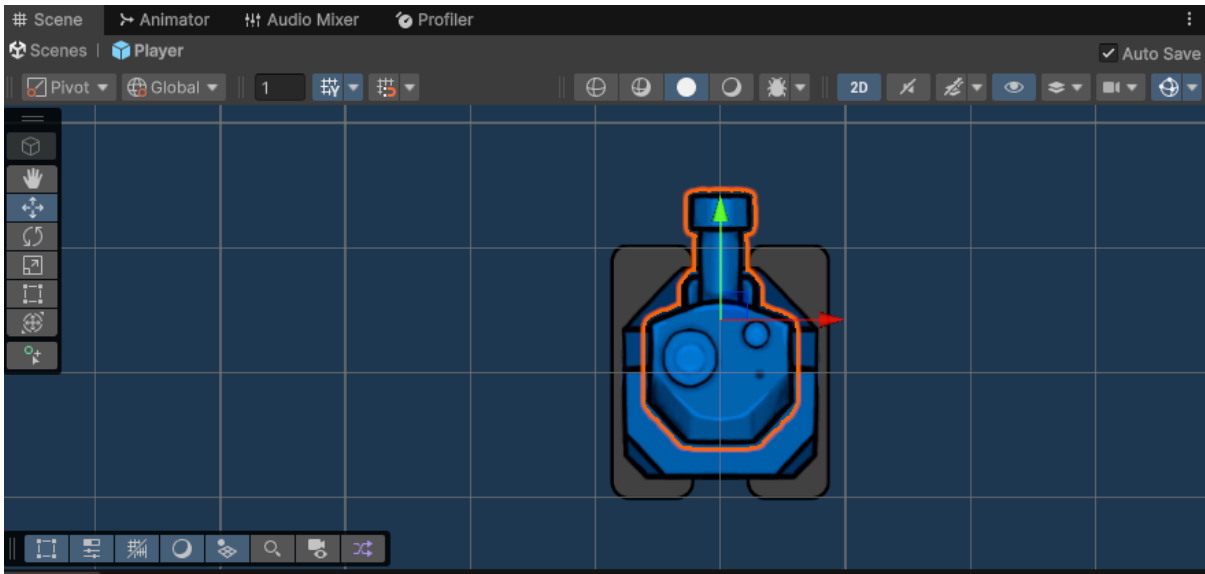 Scene Animator Audio Mixer Profiler
Scenes | Player Auto Save
Pivot Global 1 2D